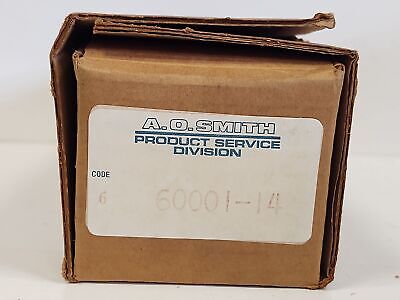 A.O.SMITH
PRODUCT SERVICE
DIVISION
CODE
6 60001-14